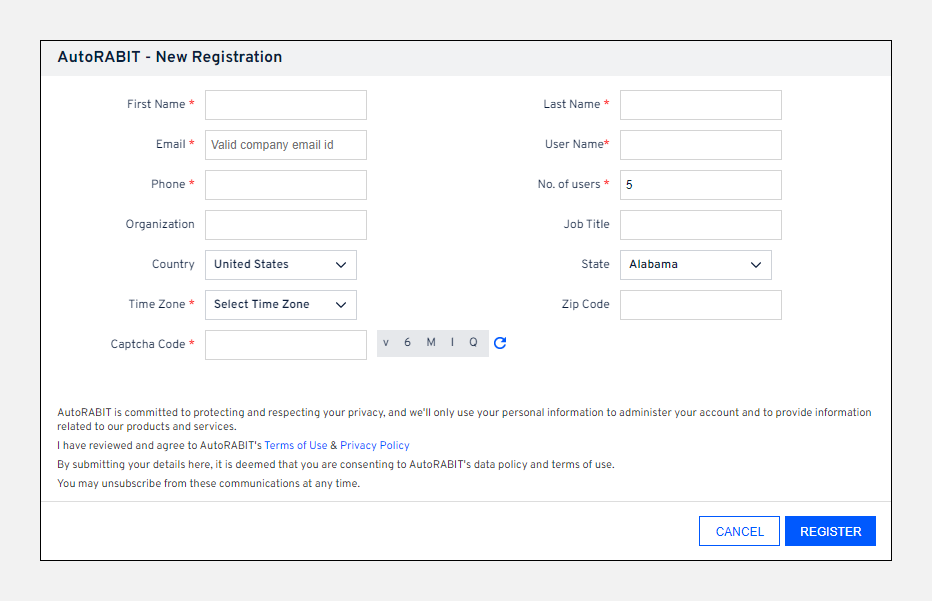 AutoRABIT - New Registration
First Name * Last Name *
Email * Valid company email id User Name*
Phone * No. of users * 5
Organization Job Title
Country United States State Alabama
Time Zone * Select Time Zone Zip Code
Captcha Code * v 6 M I Q
AutoRABIT is committed to protecting and respecting your privacy, and we'll only use your personal information to administer your account and to provide information
related to our products and services.
I have reviewed and agree to AutoRABIT's Terms of Use & Privacy Policy
By submitting your details here, it is deemed that you are consenting to AutoRABIT's data policy and terms of use.
You may unsubscribe from these communications at any time.
CANCEL REGISTER